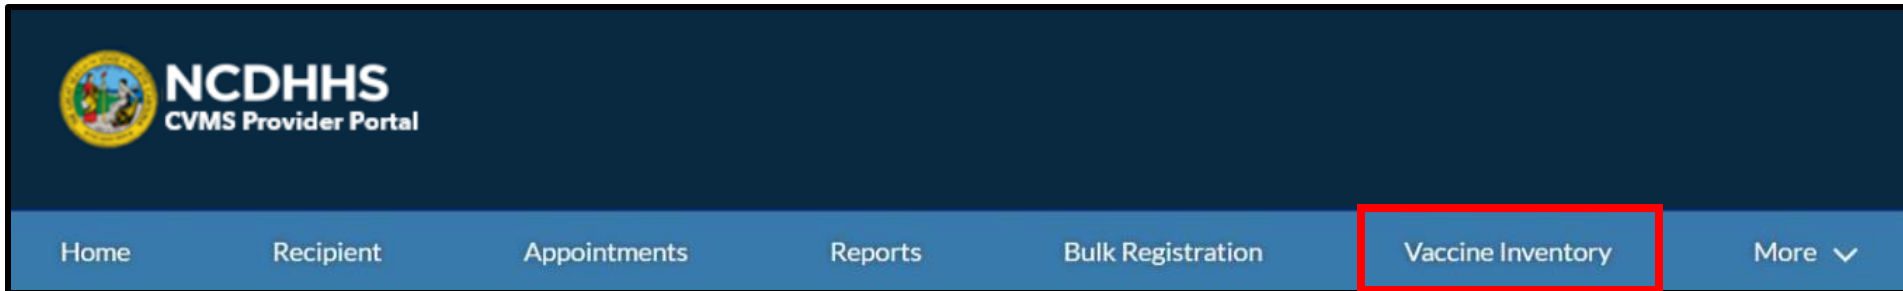 NCDHHS
CVMS Provider Portal
Home Recipient Appointments Reports Bulk Registration Vaccine Inventory More